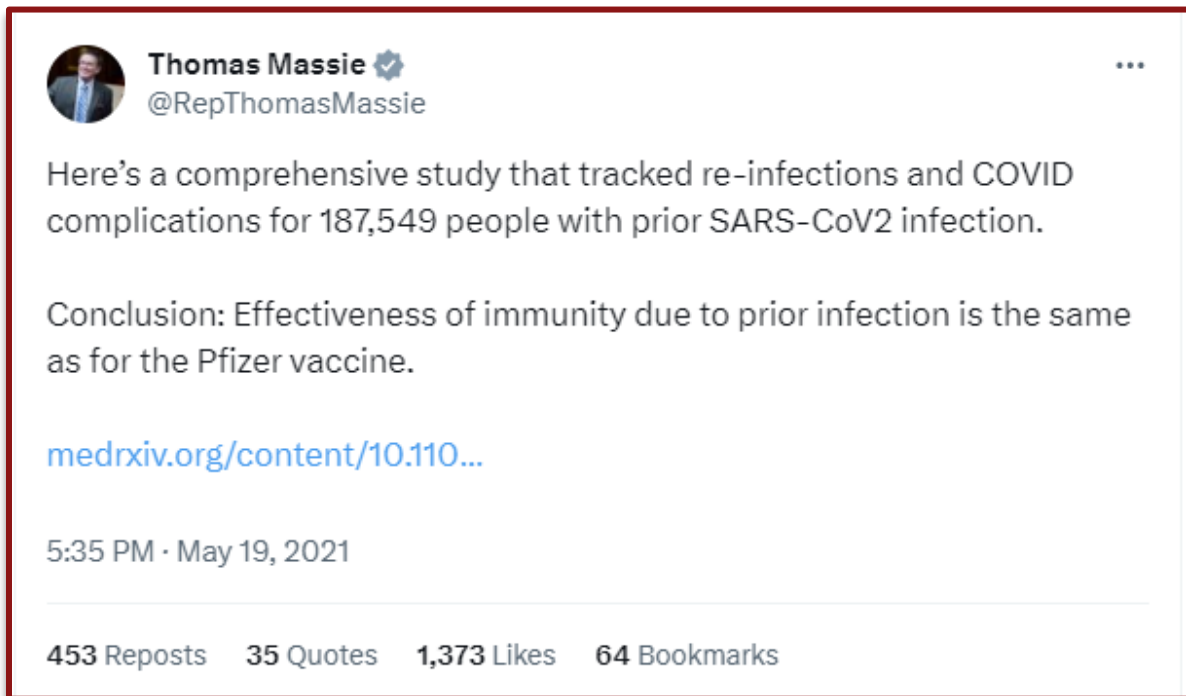 Thomas Massie
@RepThomasMassie
Here’s a comprehensive study that tracked re-infections and COVID
complications for 187,549 people with prior SARS-CoV2 infection.
Conclusion: Effectiveness of immunity due to prior infection is the same
as for the Pfizer vaccine.
medrxiv.org/content/10.110...
5:35 PM · May 19, 2021
453 Reposts 35 Quotes 1,373 Likes 64 Bookmarks